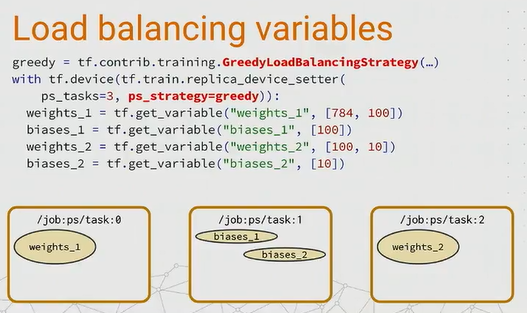 Load balancing variables
greedy = tf.contrib.training.GreedyLoadBalancingStrategy(…)
with tf.device(tf.train.replica_device_setter(
ps_tasks=3, ps_strategy=greedy)):
weights_1 = tf.get_variable("weights_1", [784, 100])
biases_1 = tf.get_variable("biases_1", [100])
weights_2 = tf.get_variable("weights_2", [100, 10])
biases_2 = tf.get_variable("biases_2", [10])
/job:ps/task:0
weights_1
/job:ps/task:1
biases_1
biases_2
/job:ps/task:2
weights_2